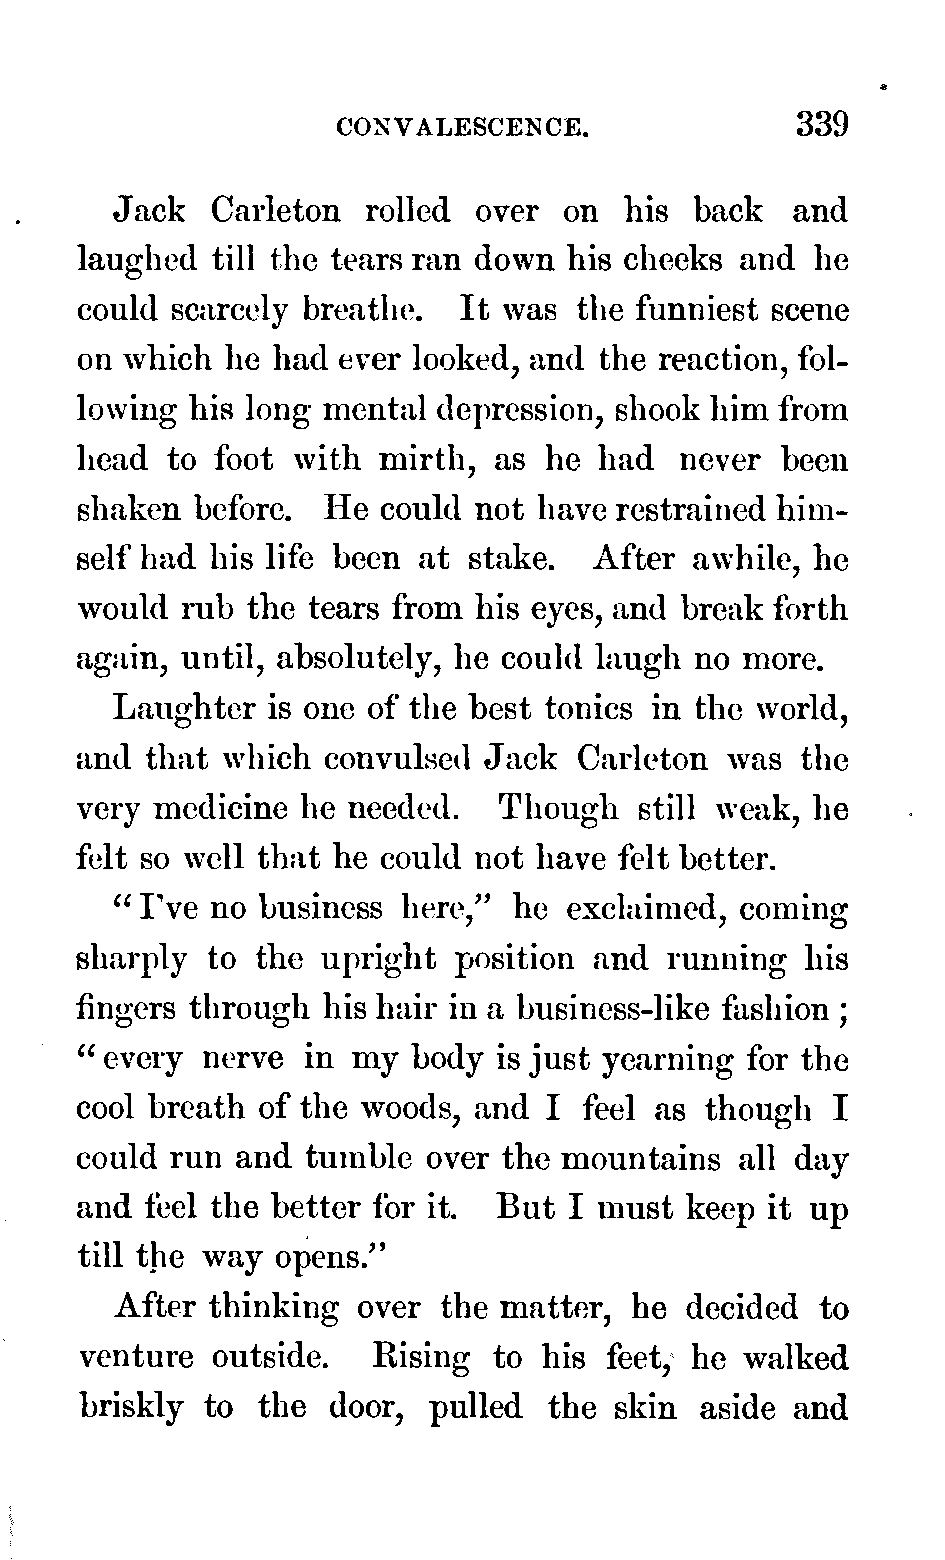 CONVALESCENCE. 339
Jack Carleton rolled over on his back and
laughed till the tears ran down his cheeks and he
could scarcely breathe. It was the funniest scene
on which he had ever looked, and the reaction, fol-
lowing his long mental depression, shook him from
head to foot with mirth, as he had never been
shaken before. He could not have restrained him-
self had his life been at stake. After awhile, he
would rub the tears from his eyes, and break forth
again, until, absolutely, he could laugh no more.
Laughter is one of the best tonics in the world,
and that which convulsed Jack Carleton was the
very medicine he needed. Though still weak, he
felt so well that he could not have felt better.
"I've no business here," he exclaimed, coming
sharply to the upright position and running his
fingers through his hair in a business-like fashion;
"every nerve in my body is just yearning for the
cool breath of the woods, and I feel as though I
could run and tumble over the mountains all day
and feel the better for it. But I must keep it up
till the way opens."
After thinking over the matter, he decided to
venture outside. Rising to his feet, he walked
briskly to the door, pulled the skin aside and